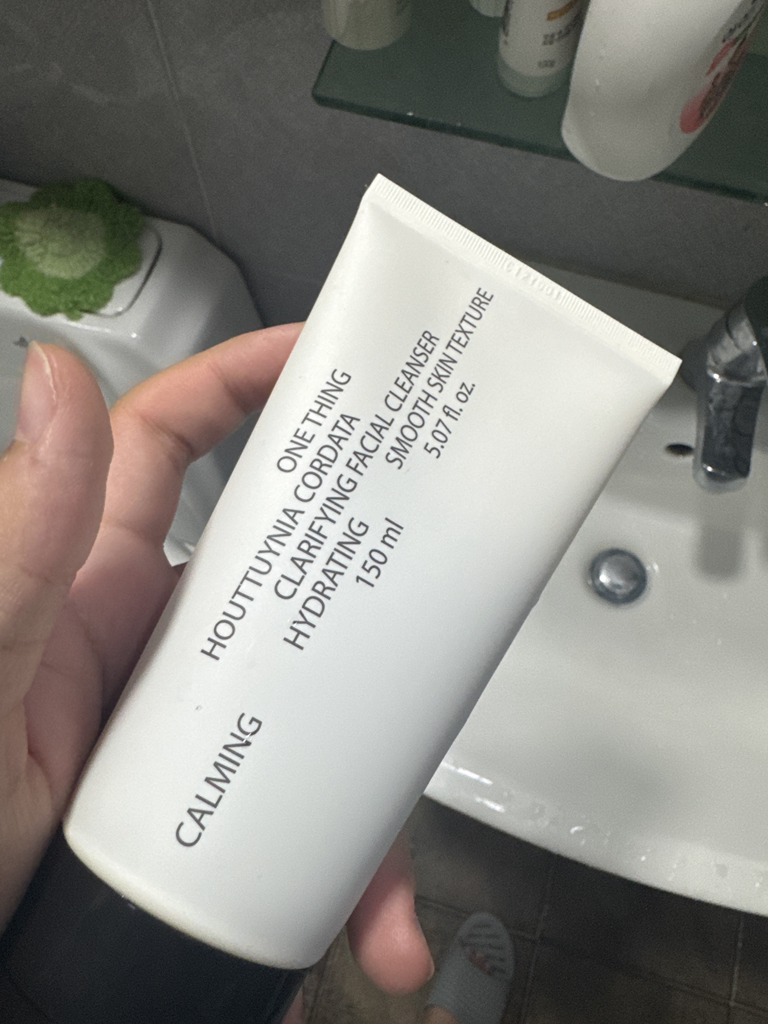 ONE THING
HOUTTUYNIA CORDATA
CLARIFYING FACIAL CLEANSER
HYDRATING
SMOOTH SKIN TEXTURE
150 ml
5.07 fl. oz.
CALMING